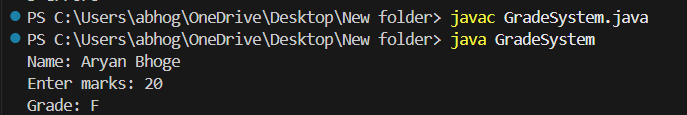 PS C:\Users\abhog\OneDrive\Desktop\New folder> javac GradeSystem.java
PS C:\Users\abhog\OneDrive\Desktop\New folder> java GradeSystem
Name: Aryan Bhoge
Enter marks: 20
Grade: F